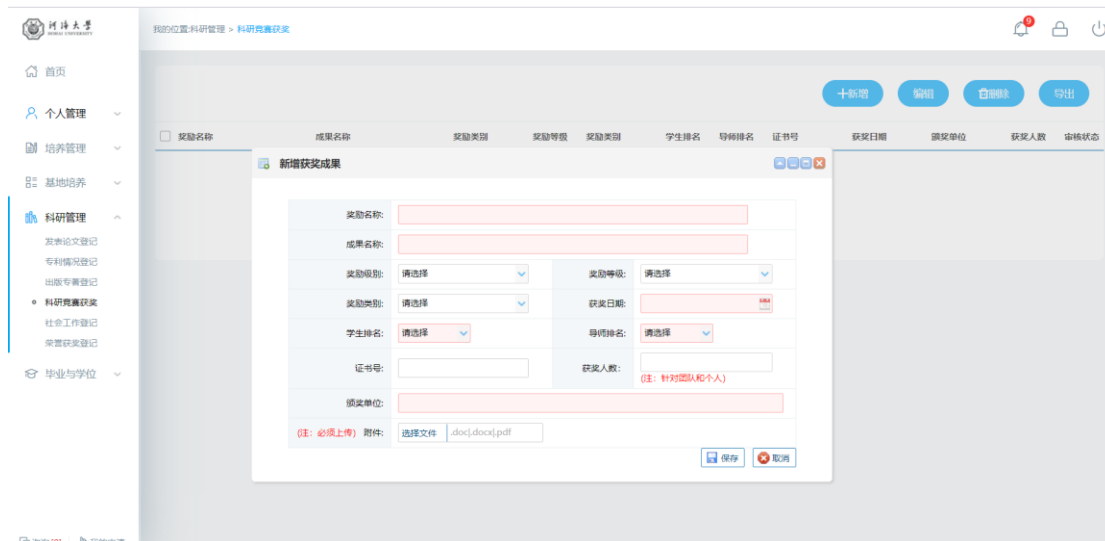 河海大学
HOHAI UNIVERSITY
我的位置:科研管理 > 科研竞赛获奖
9
首页
个人管理
培养管理
基地培养
科研管理
发表论文登记
专利情况登记
出版专著登记
科研竞赛获奖
社会工作登记
荣誉获奖登记
毕业与学位
新增 编辑 删除 导出
奖励名称 成果名称 奖励类别 奖励等级 奖励类别 学生排名 导师排名 证书号 获奖日期 颁奖单位 获奖人数 审核状态
新增获奖成果
奖励名称:
成果名称:
奖励级别: 请选择 奖励等级: 请选择
奖励类别: 请选择 获奖日期:
学生排名: 请选择 导师排名: 请选择
证书号: 获奖人数:
(注：针对团队和个人)
颁奖单位:
(注：必须上传) 附件: 选择文件 .doc|.docx|.pdf
保存 取消